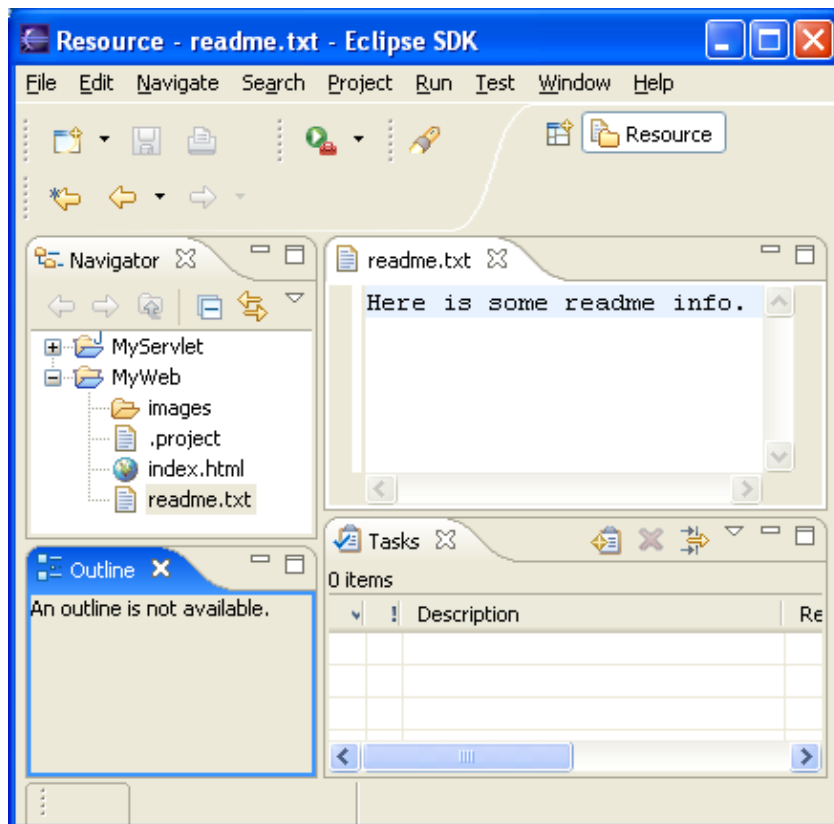 Resource - readme.txt - Eclipse SDK
File Edit Navigate Search Project Run Test Window Help
Resource
Navigator
MyServlet
MyWeb
images
.project
index.html
readme.txt
readme.txt
Here is some readme info.
Outline
An outline is not available.
Tasks
0 items
! Description Re